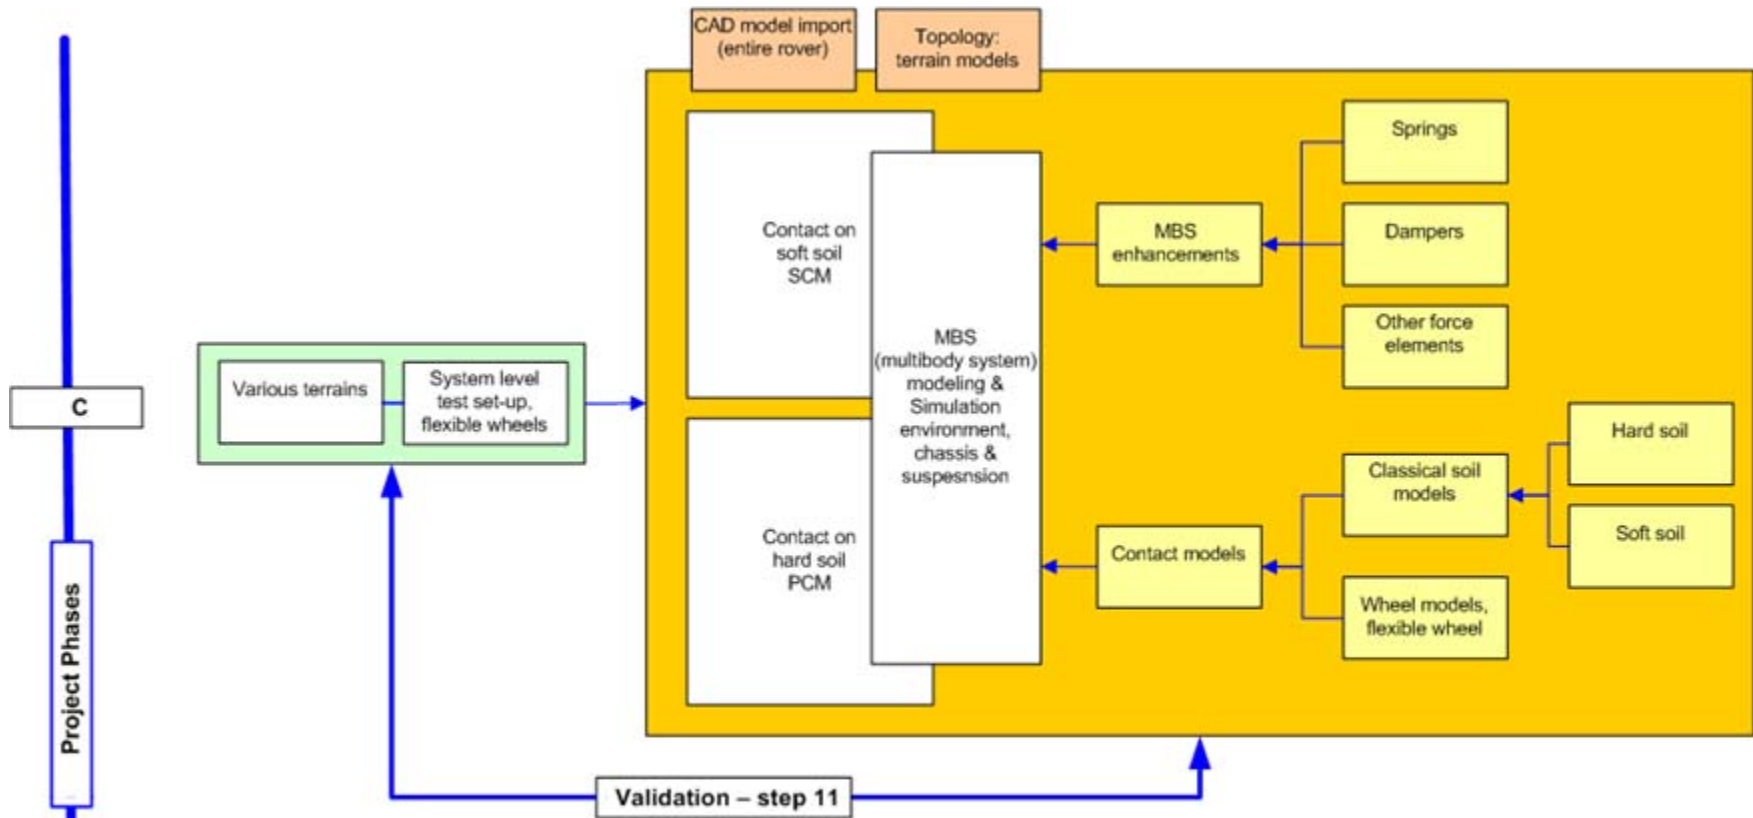 CAD model import
(entire rover)
Topology:
terrain models
Springs
Dampers
Other force
elements
MBS
enhancements
Contact on
soft soil
SCM
MBS
(multibody system)
modeling &
Simulation
environment,
chassis &
suspesnsion
Contact on
hard soil
PCM
Various terrains
System level
test set-up,
flexible wheels
C
Project Phases
Hard soil
Soft soil
Classical soil
models
Contact models
Wheel models,
flexible wheel
Validation – step 11